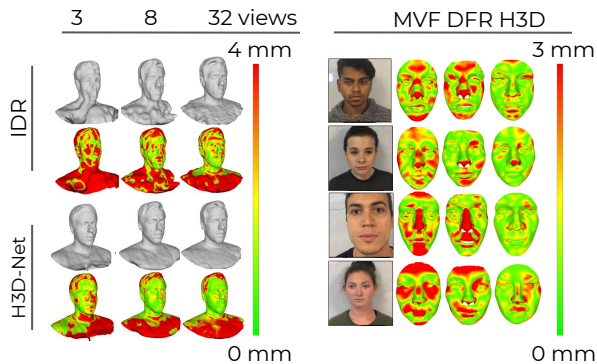 3 8 32 views
4 mm
IDR
H3D-Net
0 mm
MVF DFR H3D
3 mm
0 mm